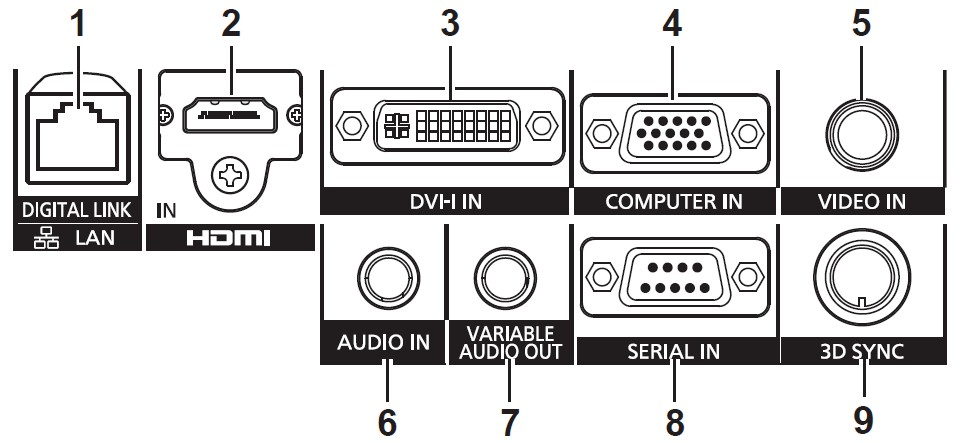 1 2 3 4 5
DIGITAL LINK
LAN
IN
HDMI
DVI-I IN
COMPUTER IN
VIDEO IN
AUDIO IN
VARIABLE
AUDIO OUT
SERIAL IN
3D SYNC
6 7 8 9